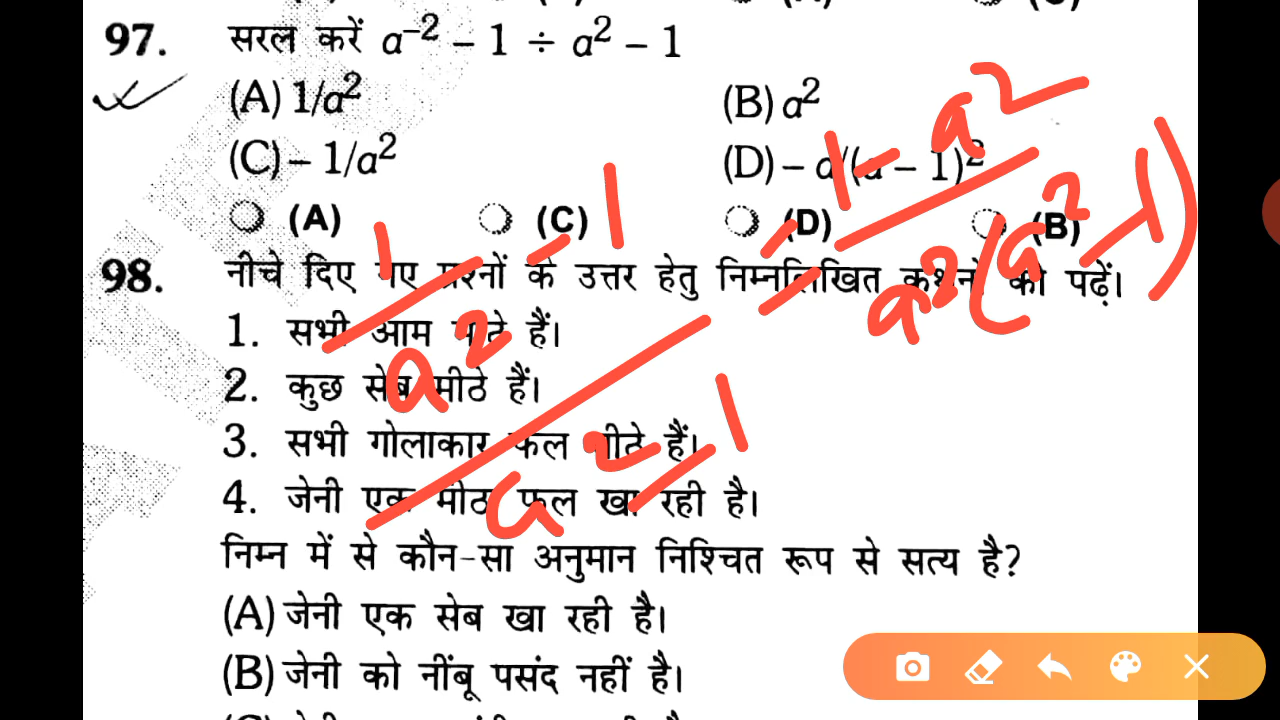 97. सरल करें a⁻² – 1 ÷ a² – 1
(A) 1/a² (B) a²
(C) – 1/a² (D) – a/(a – 1)²
(A) (C) (D) (B)
1/a² – 1 / a² – 1 = 1 – a² / a²(a² – 1)
98. नीचे दिए गए प्रश्नों के उत्तर हेतु निम्नलिखित कथनों को पढ़ें।
1. सभी आम मीठे हैं।
2. कुछ सेब मीठे हैं।
3. सभी गोलाकार फल मीठे हैं।
4. जेनी एक मीठा फल खा रही है।
निम्न में से कौन-सा अनुमान निश्चित रूप से सत्य है?
(A) जेनी एक सेब खा रही है।
(B) जेनी को नींबू पसंद नहीं है।